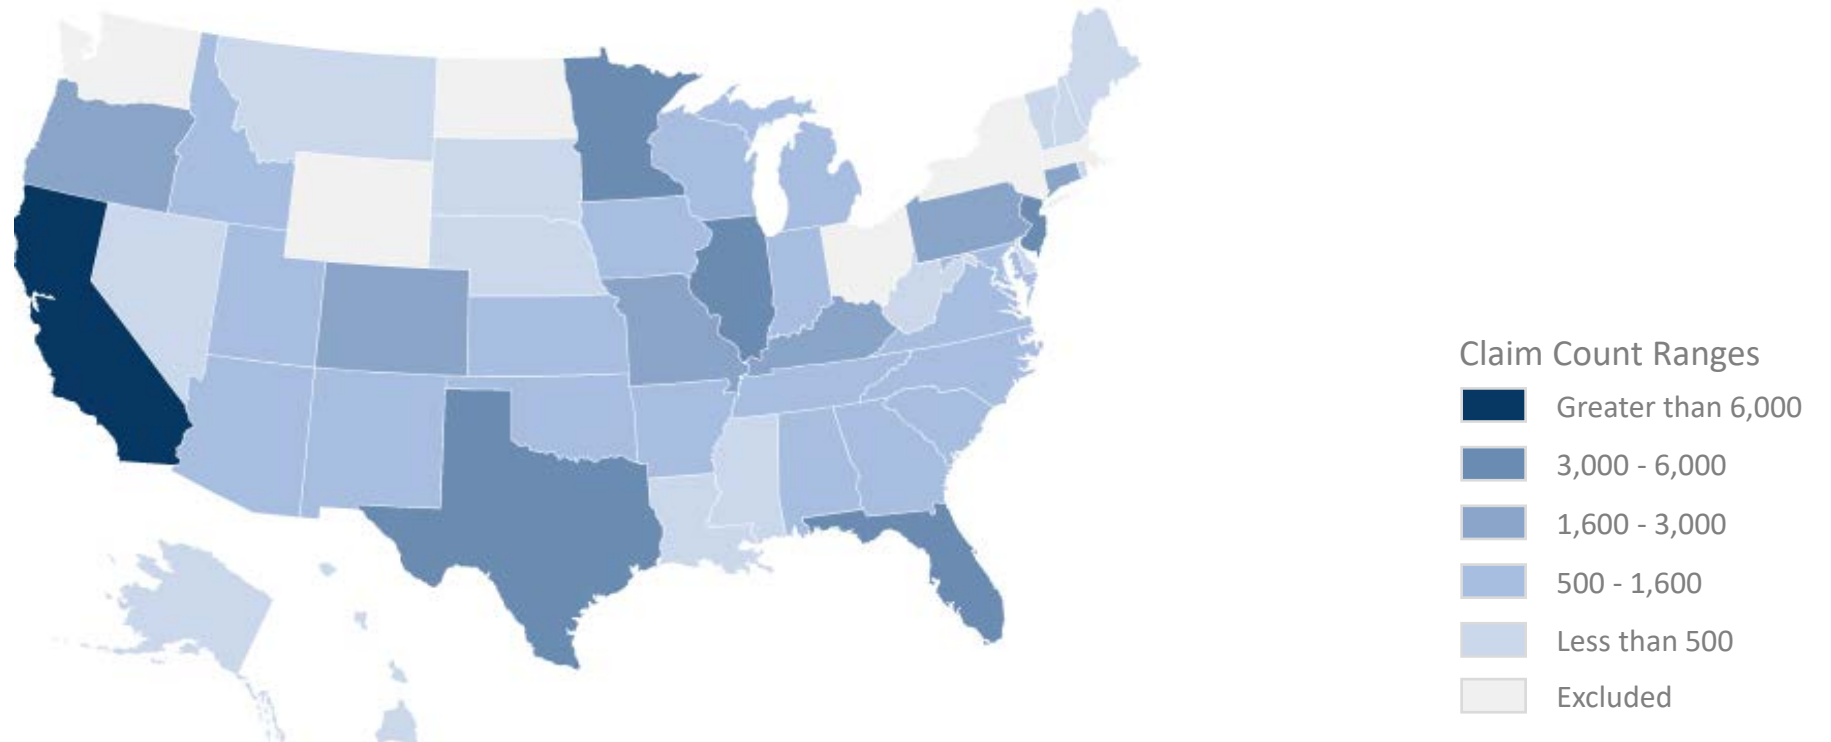 Claim Count Ranges
Greater than 6,000
3,000 - 6,000
1,600 - 3,000
500 - 1,600
Less than 500
Excluded